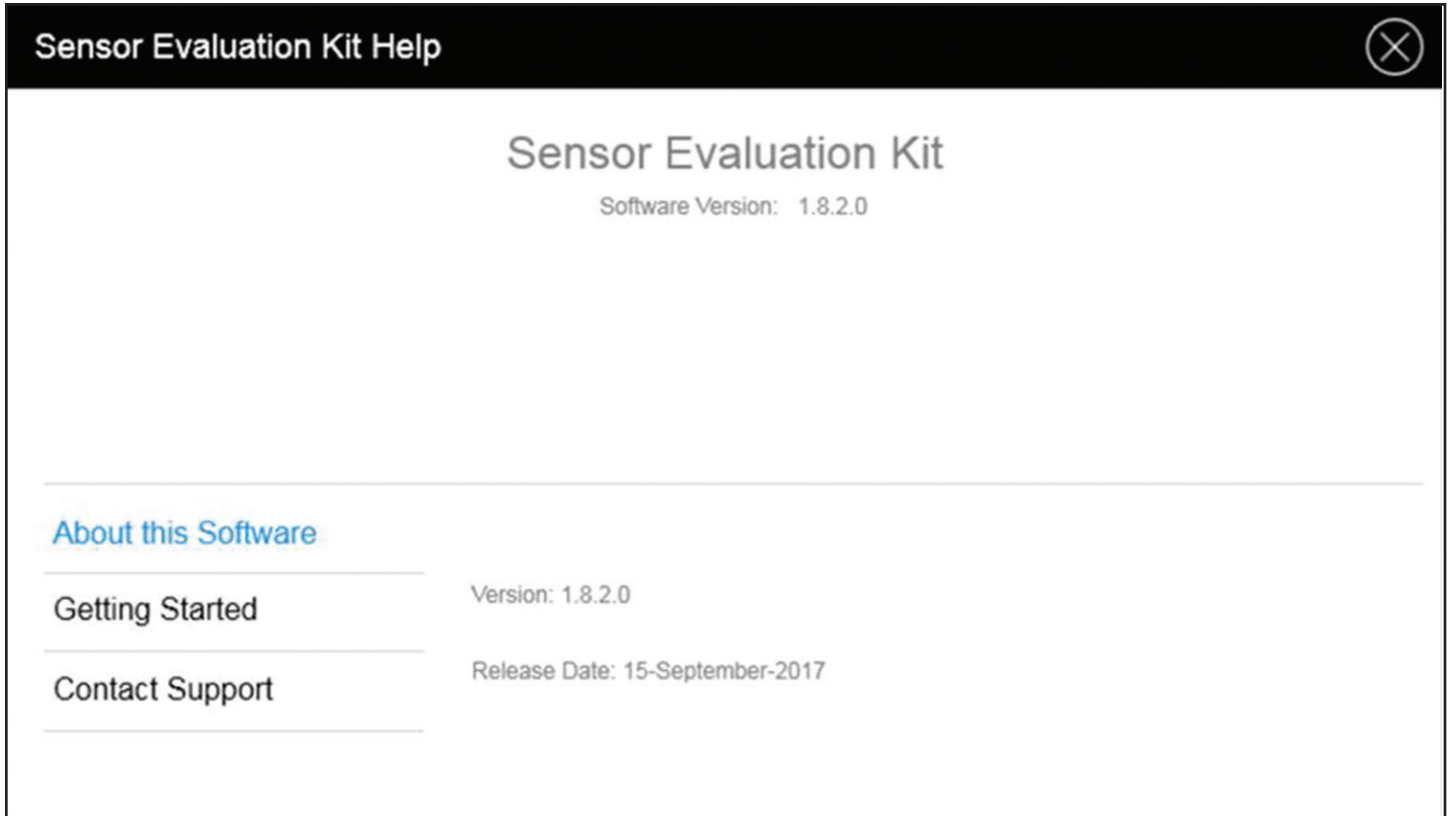 Sensor Evaluation Kit Help
Sensor Evaluation Kit
Software Version: 1.8.2.0
About this Software
Getting Started
Contact Support
Version: 1.8.2.0
Release Date: 15-September-2017